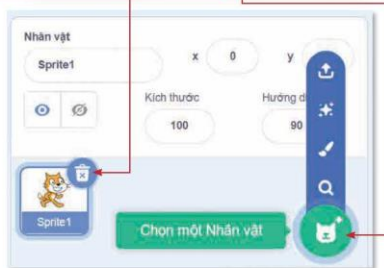 Nhân vật
Sprite1
x 0 y
Kích thước
Hướng d
100
90
Sprite1
Chọn một Nhân vật